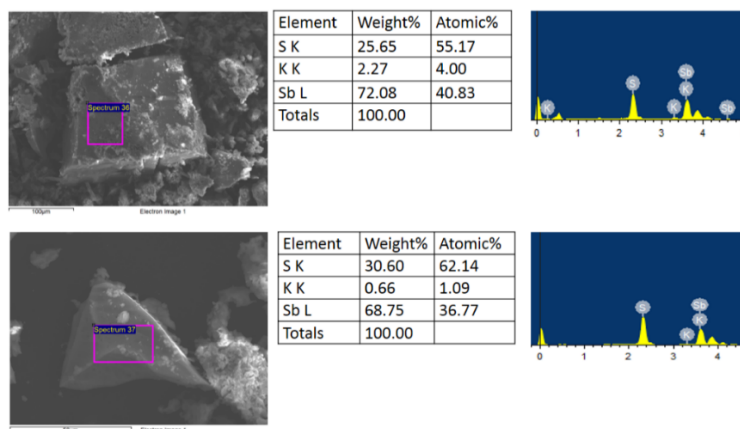 Spectrum 36
100µm
Electron Image 1
Element Weight% Atomic%
S K 25.65 55.17
K K 2.27 4.00
Sb L 72.08 40.83
Totals 100.00
S
Sb
K
K
K
Sb
0 1 2 3 4
Spectrum 37
Element Weight% Atomic%
S K 30.60 62.14
K K 0.66 1.09
Sb L 68.75 36.77
Totals 100.00
S
Sb
K
K
0 1 2 3 4